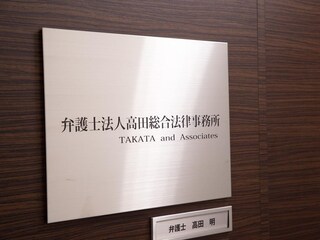 弁護士法人高田総合法律事務所
TAKATA and Associates
弁護士 高田 明